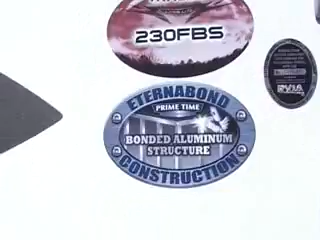 230FBS
ETERNABOND
PRIME TIME
BONDED ALUMINUM
STRUCTURE
CONSTRUCTION
RVIA